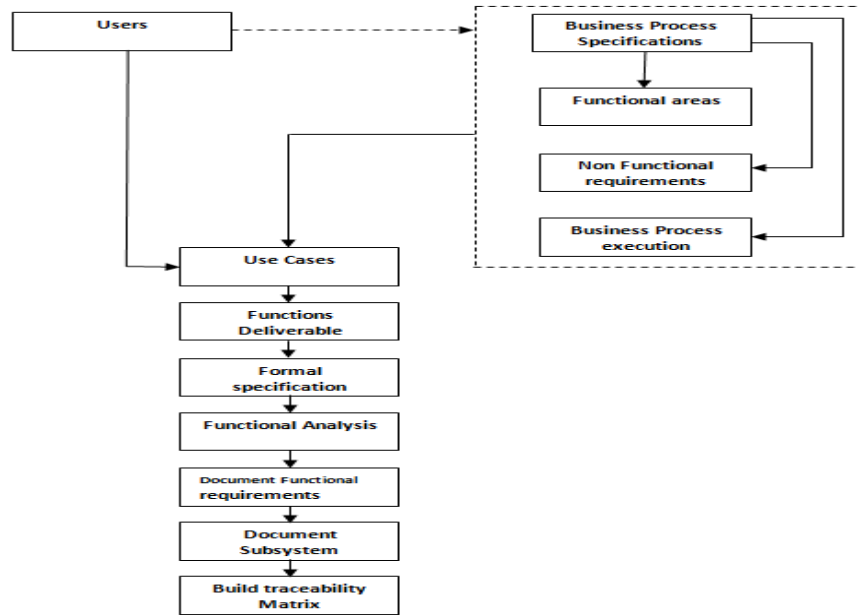 Users
Business Process
Specifications
Functional areas
Non Functional
requirements
Business Process
execution
Use Cases
Functions
Deliverable
Formal
specification
Functional Analysis
Document Functional
requirements
Document
Subsystem
Build traceability
Matrix